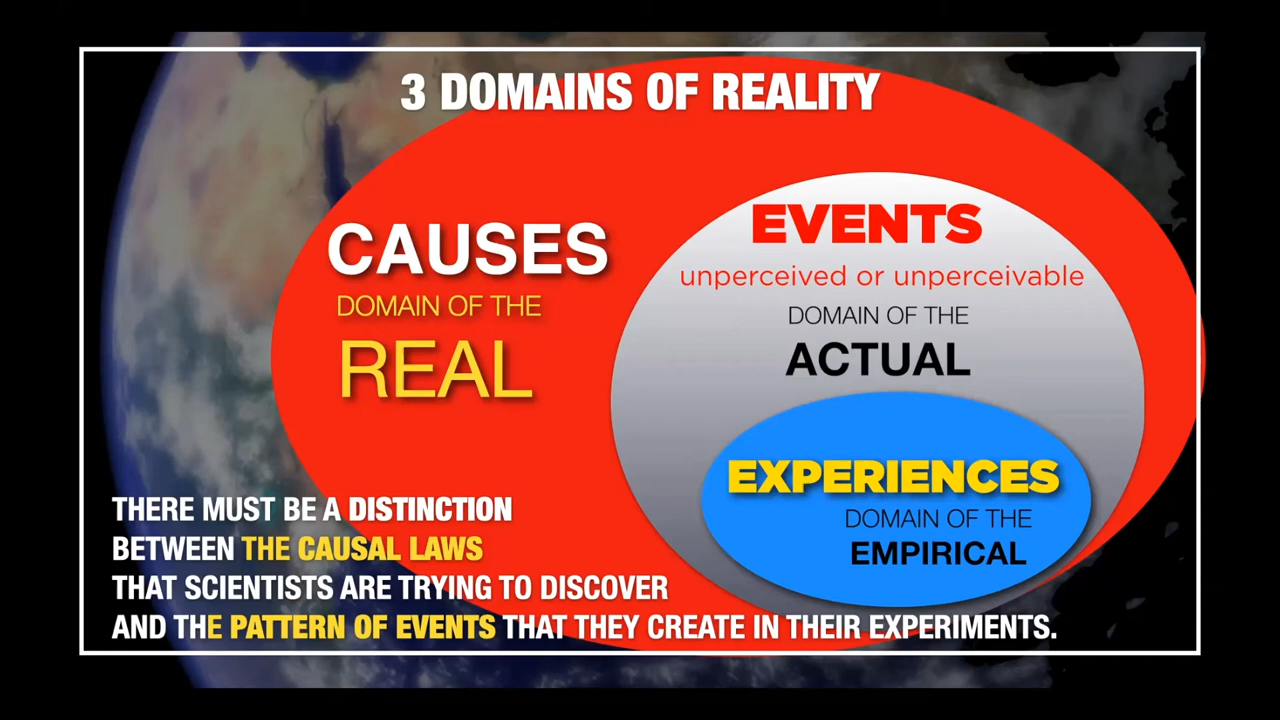 3 DOMAINS OF REALITY
CAUSES
DOMAIN OF THE
REAL
EVENTS
unperceived or unperceivable
DOMAIN OF THE
ACTUAL
EXPERIENCES
DOMAIN OF THE
EMPIRICAL
THERE MUST BE A DISTINCTION
BETWEEN THE CAUSAL LAWS
THAT SCIENTISTS ARE TRYING TO DISCOVER
AND THE PATTERN OF EVENTS THAT THEY CREATE IN THEIR EXPERIMENTS.